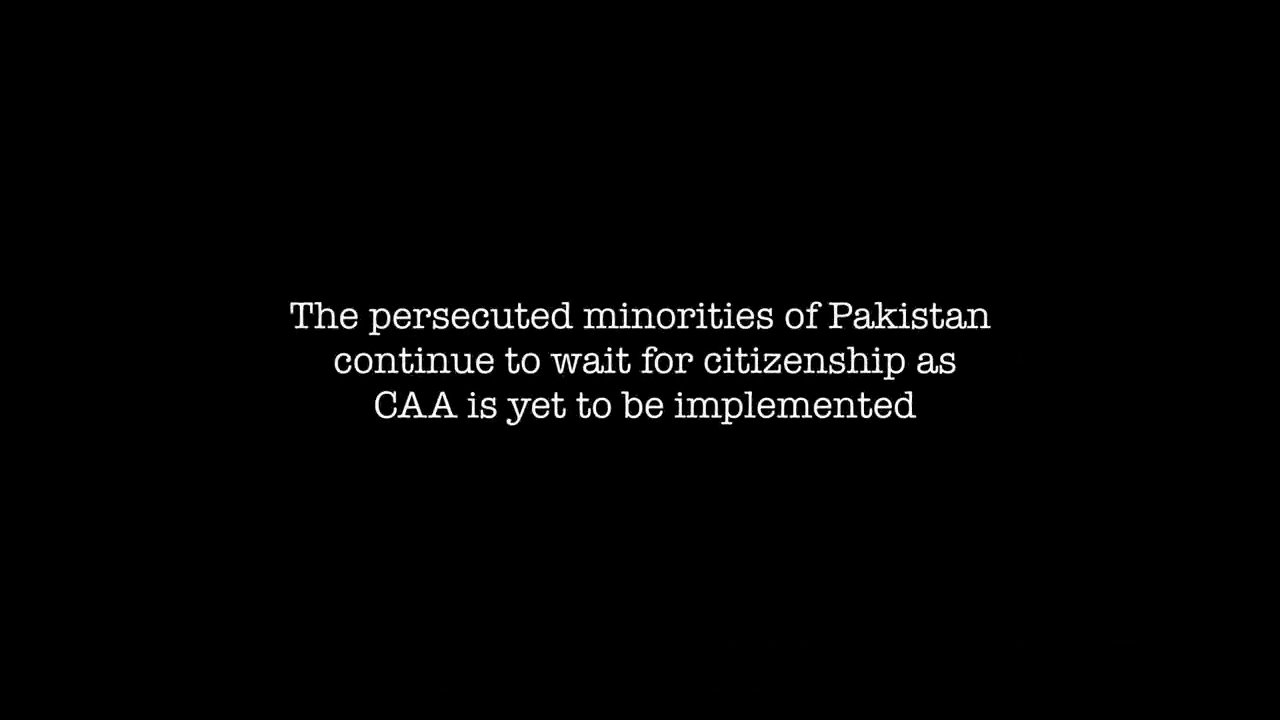 The persecuted minorities of Pakistan
continue to wait for citizenship as
CAA is yet to be implemented